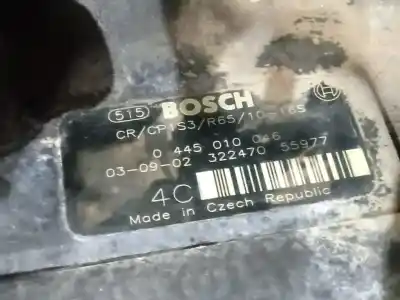 515 BOSCH
CR/CP1S3/R65/10-16S
0 445 010 046
03-09-02 322470 55977
4C
Made in Czech Republic